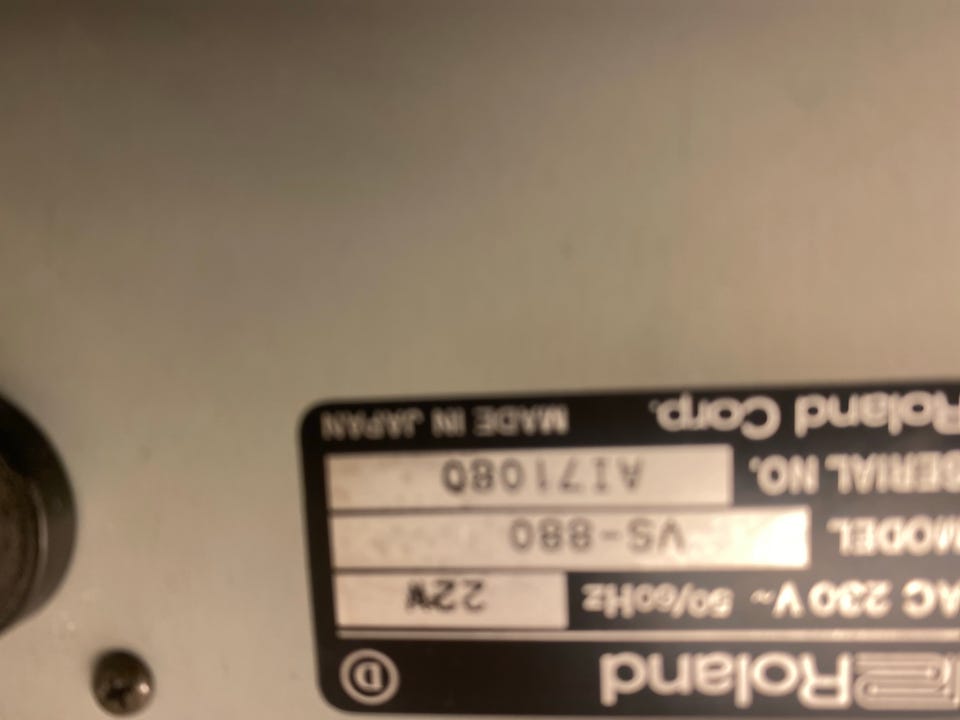 Roland
D
AC 230 V~ 50/60Hz 22W
MODEL VS-880
SERIAL NO. AI71080
Roland Corp. MADE IN JAPAN